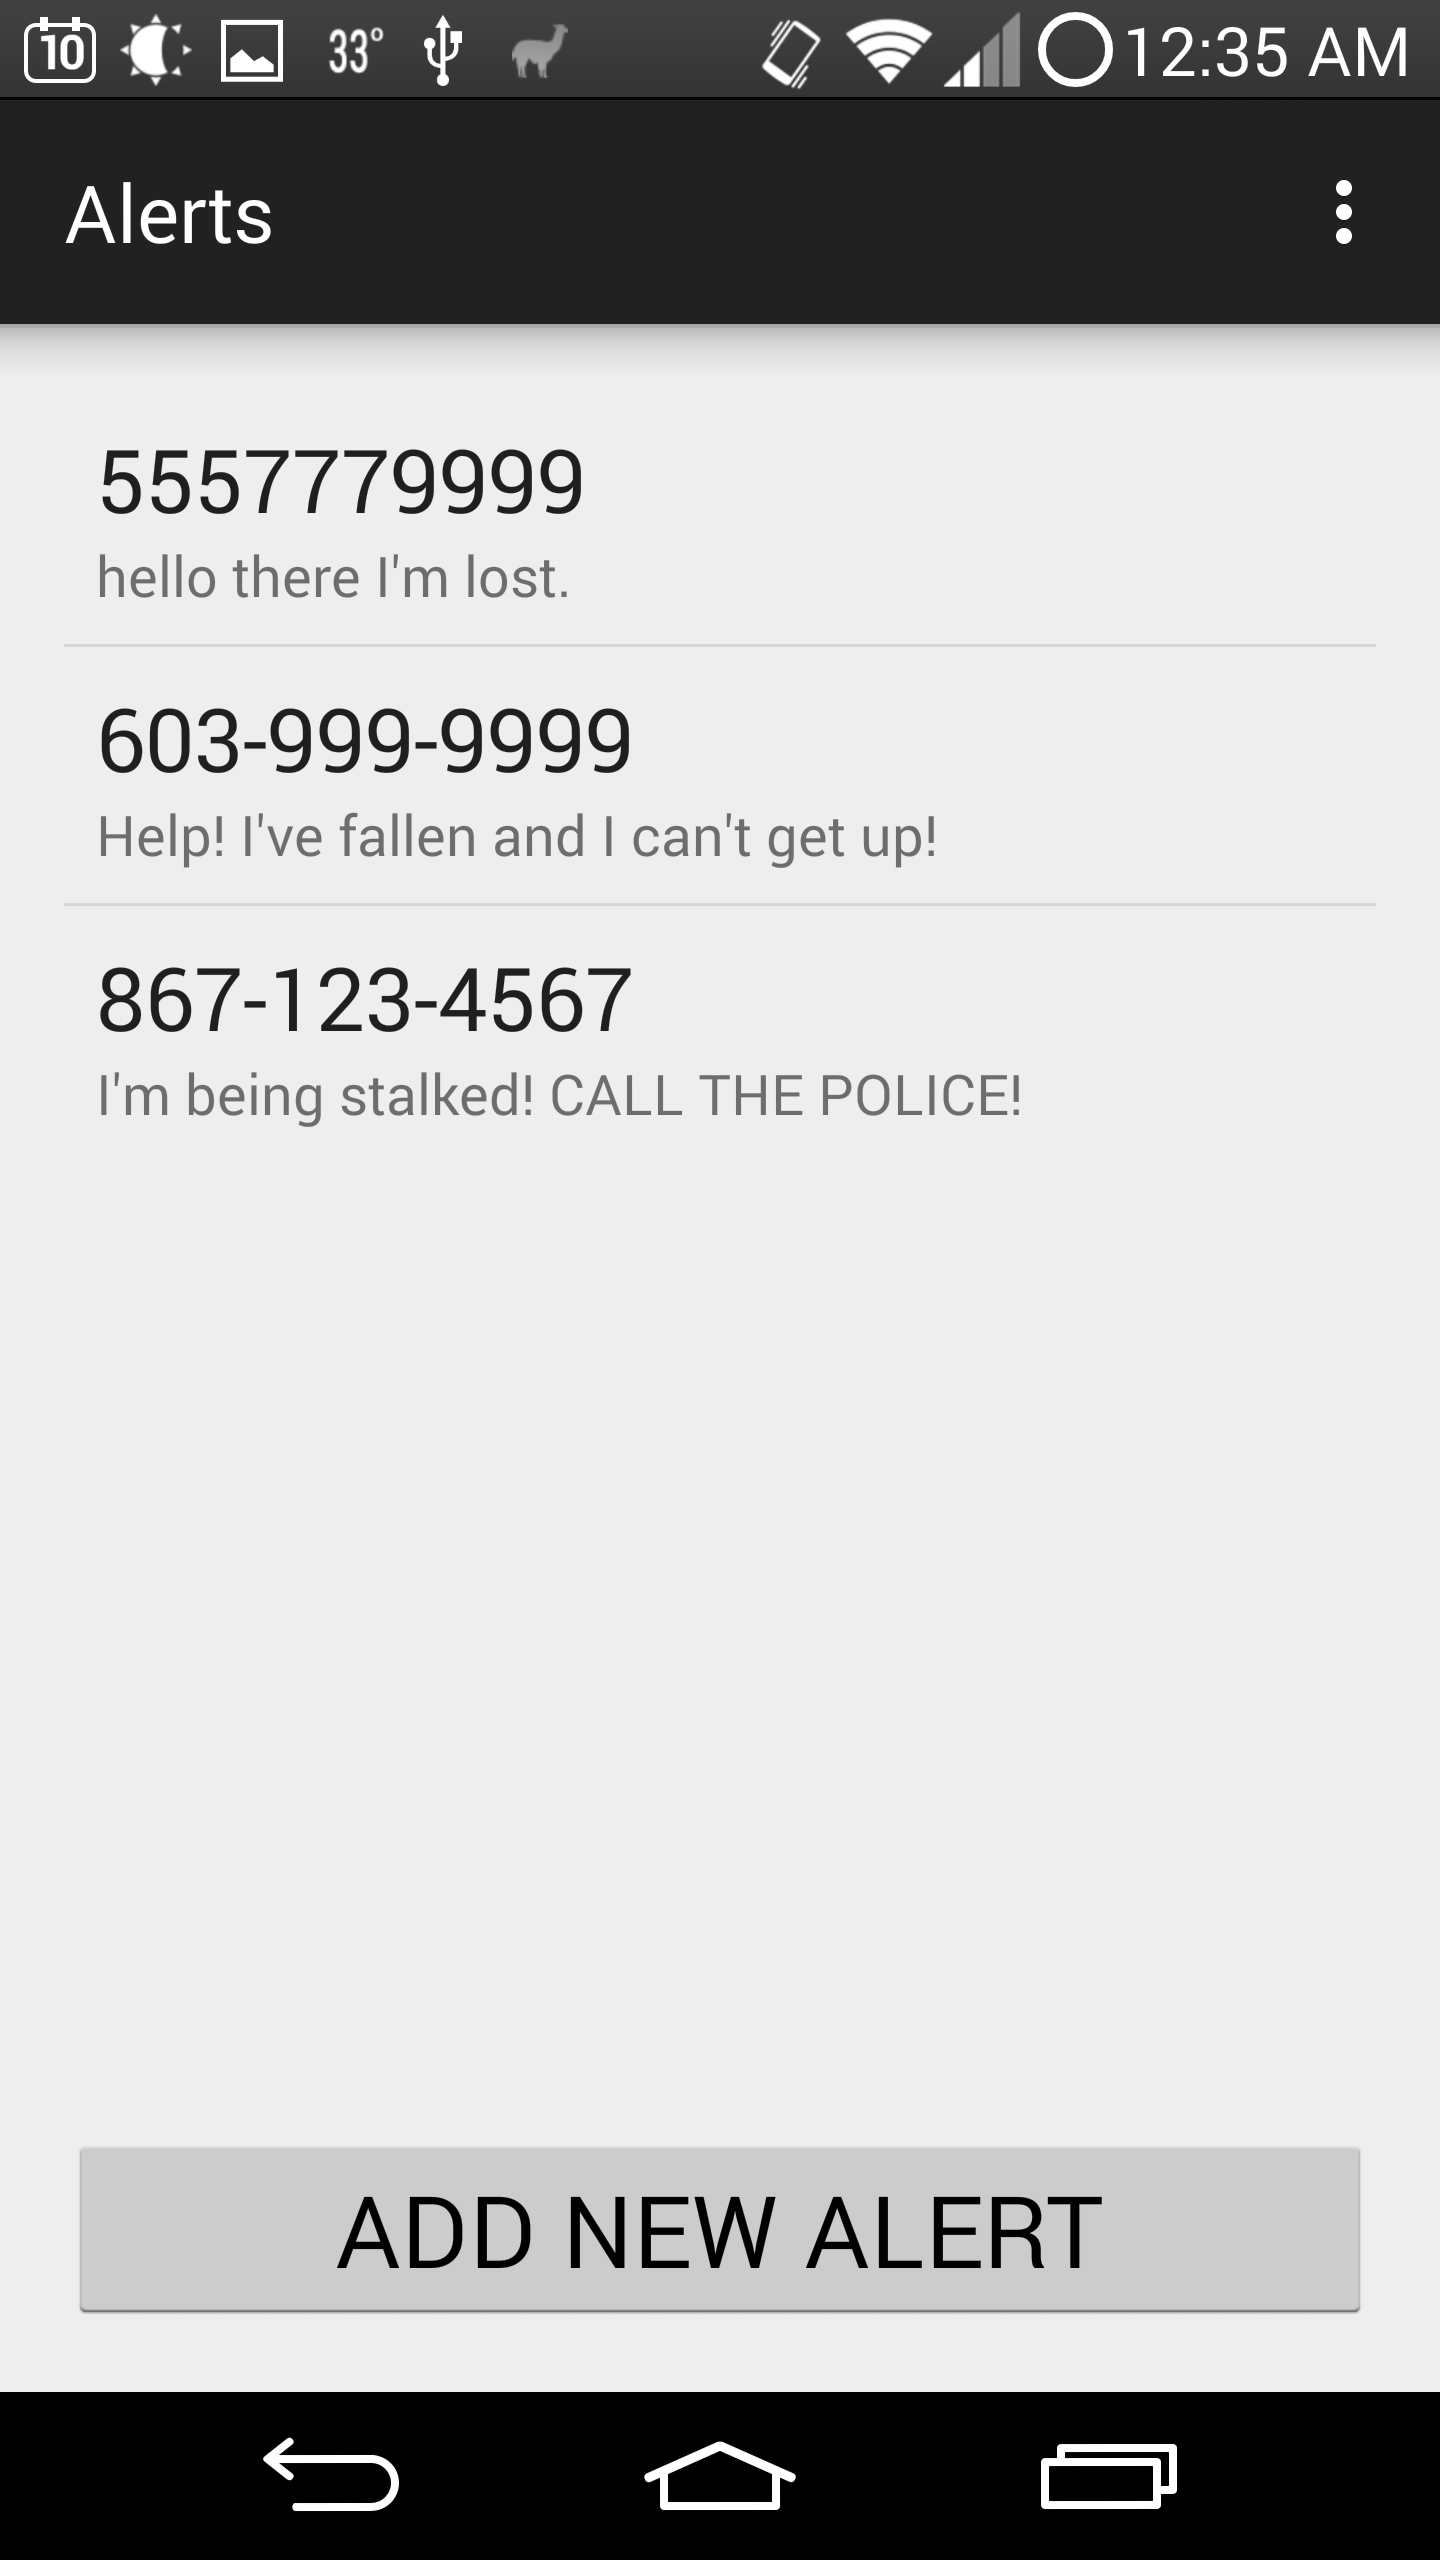 10 33° 12:35 AM
Alerts
5557779999
hello there I'm lost.
603-999-9999
Help! I've fallen and I can't get up!
867-123-4567
I'm being stalked! CALL THE POLICE!
ADD NEW ALERT